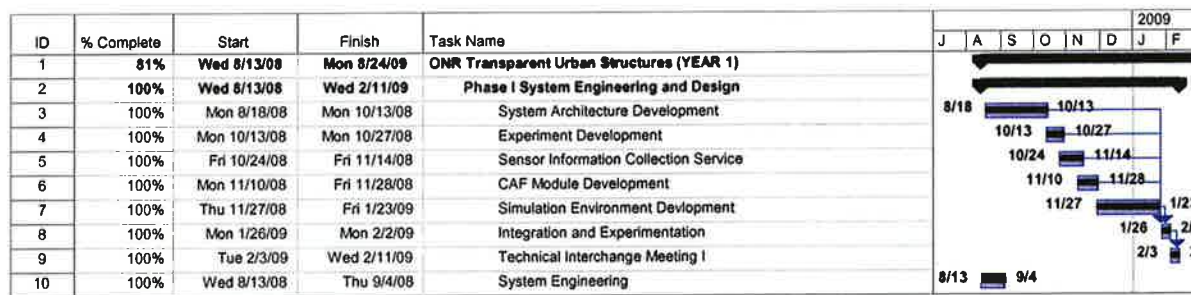 2009
ID % Complete Start Finish Task Name J A S O N D J F
1 81% Wed 8/13/08 Mon 8/24/09 ONR Transparent Urban Structures (YEAR 1)
2 100% Wed 8/13/08 Wed 2/11/09 Phase I System Engineering and Design
3 100% Mon 8/18/08 Mon 10/13/08 System Architecture Development 8/18 10/13
4 100% Mon 10/13/08 Mon 10/27/08 Experiment Development 10/13 10/27
5 100% Fri 10/24/08 Fri 11/14/08 Sensor Information Collection Service 10/24 11/14
6 100% Mon 11/10/08 Fri 11/28/08 CAF Module Development 11/10 11/28
7 100% Thu 11/27/08 Fri 1/23/09 Simulation Environment Devlopment 11/27
8 100% Mon 1/26/09 Mon 2/2/09 Integration and Experimentation 1/26
9 100% Tue 2/3/09 Wed 2/11/09 Technical Interchange Meeting I 2/3
10 100% Wed 8/13/08 Thu 9/4/08 System Engineering 8/13 9/4